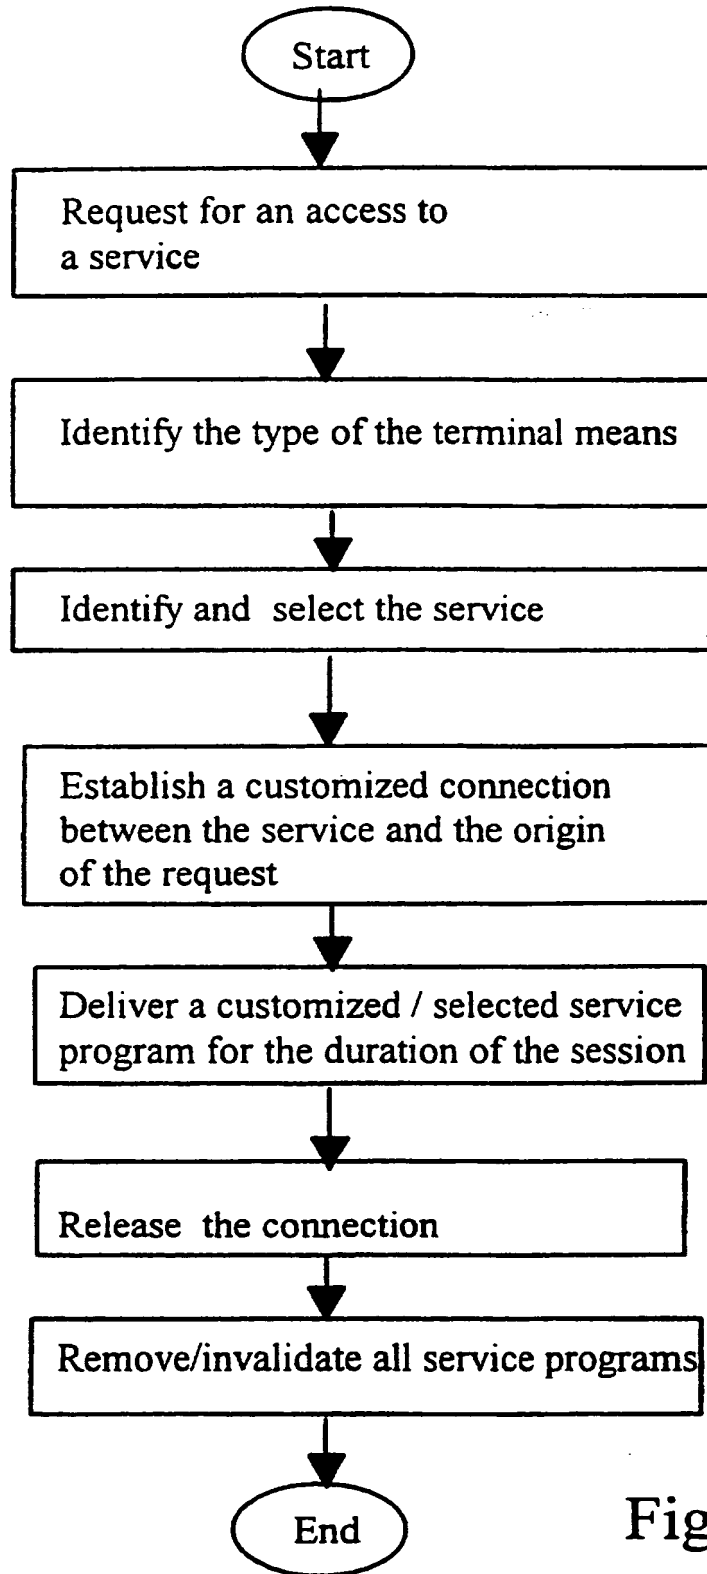 Start
Request for an access to
a service
Identify the type of the terminal means
Identify and select the service
Establish a customized connection
between the service and the origin
of the request
Deliver a customized / selected service
program for the duration of the session
Release the connection
Remove/invalidate all service programs
End
Fig